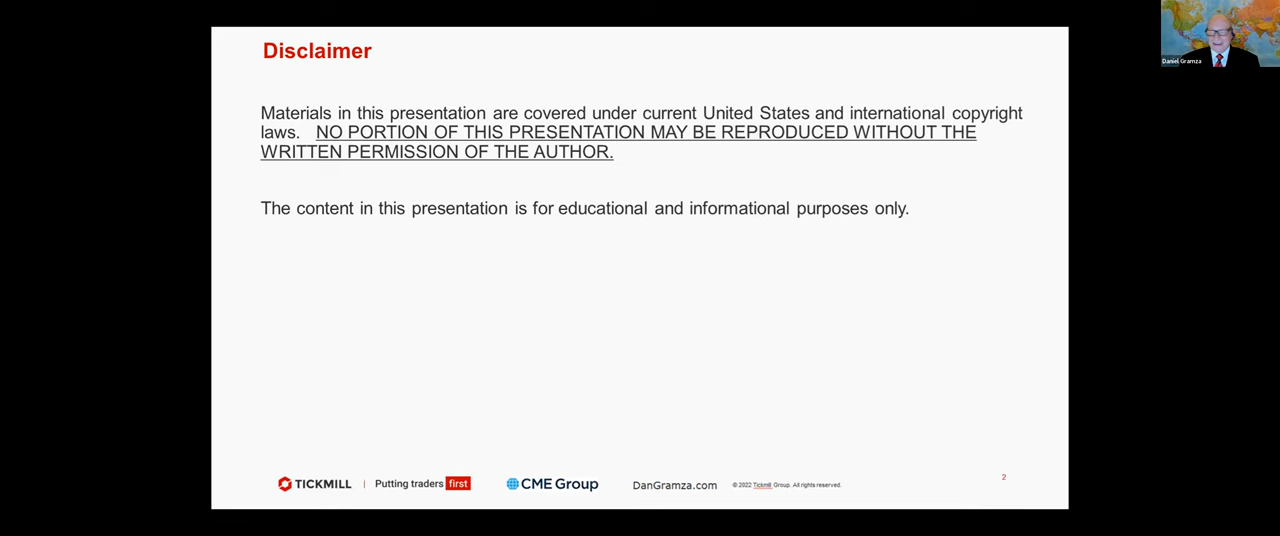 Disclaimer
Materials in this presentation are covered under current United States and international copyright
laws. NO PORTION OF THIS PRESENTATION MAY BE REPRODUCED WITHOUT THE
WRITTEN PERMISSION OF THE AUTHOR.
The content in this presentation is for educational and informational purposes only.
TICKMILL | Putting traders first
CME Group
DanGramza.com
© 2022 Tickmill Group. All rights reserved.
2
Daniel Gramza